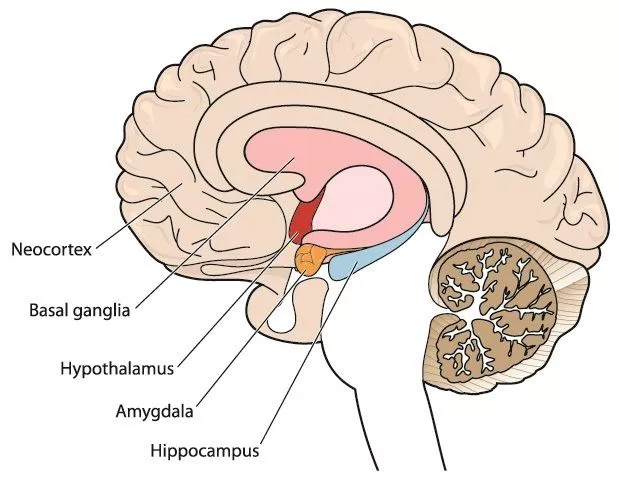 Neocortex
Basal ganglia
Hypothalamus
Amygdala
Hippocampus